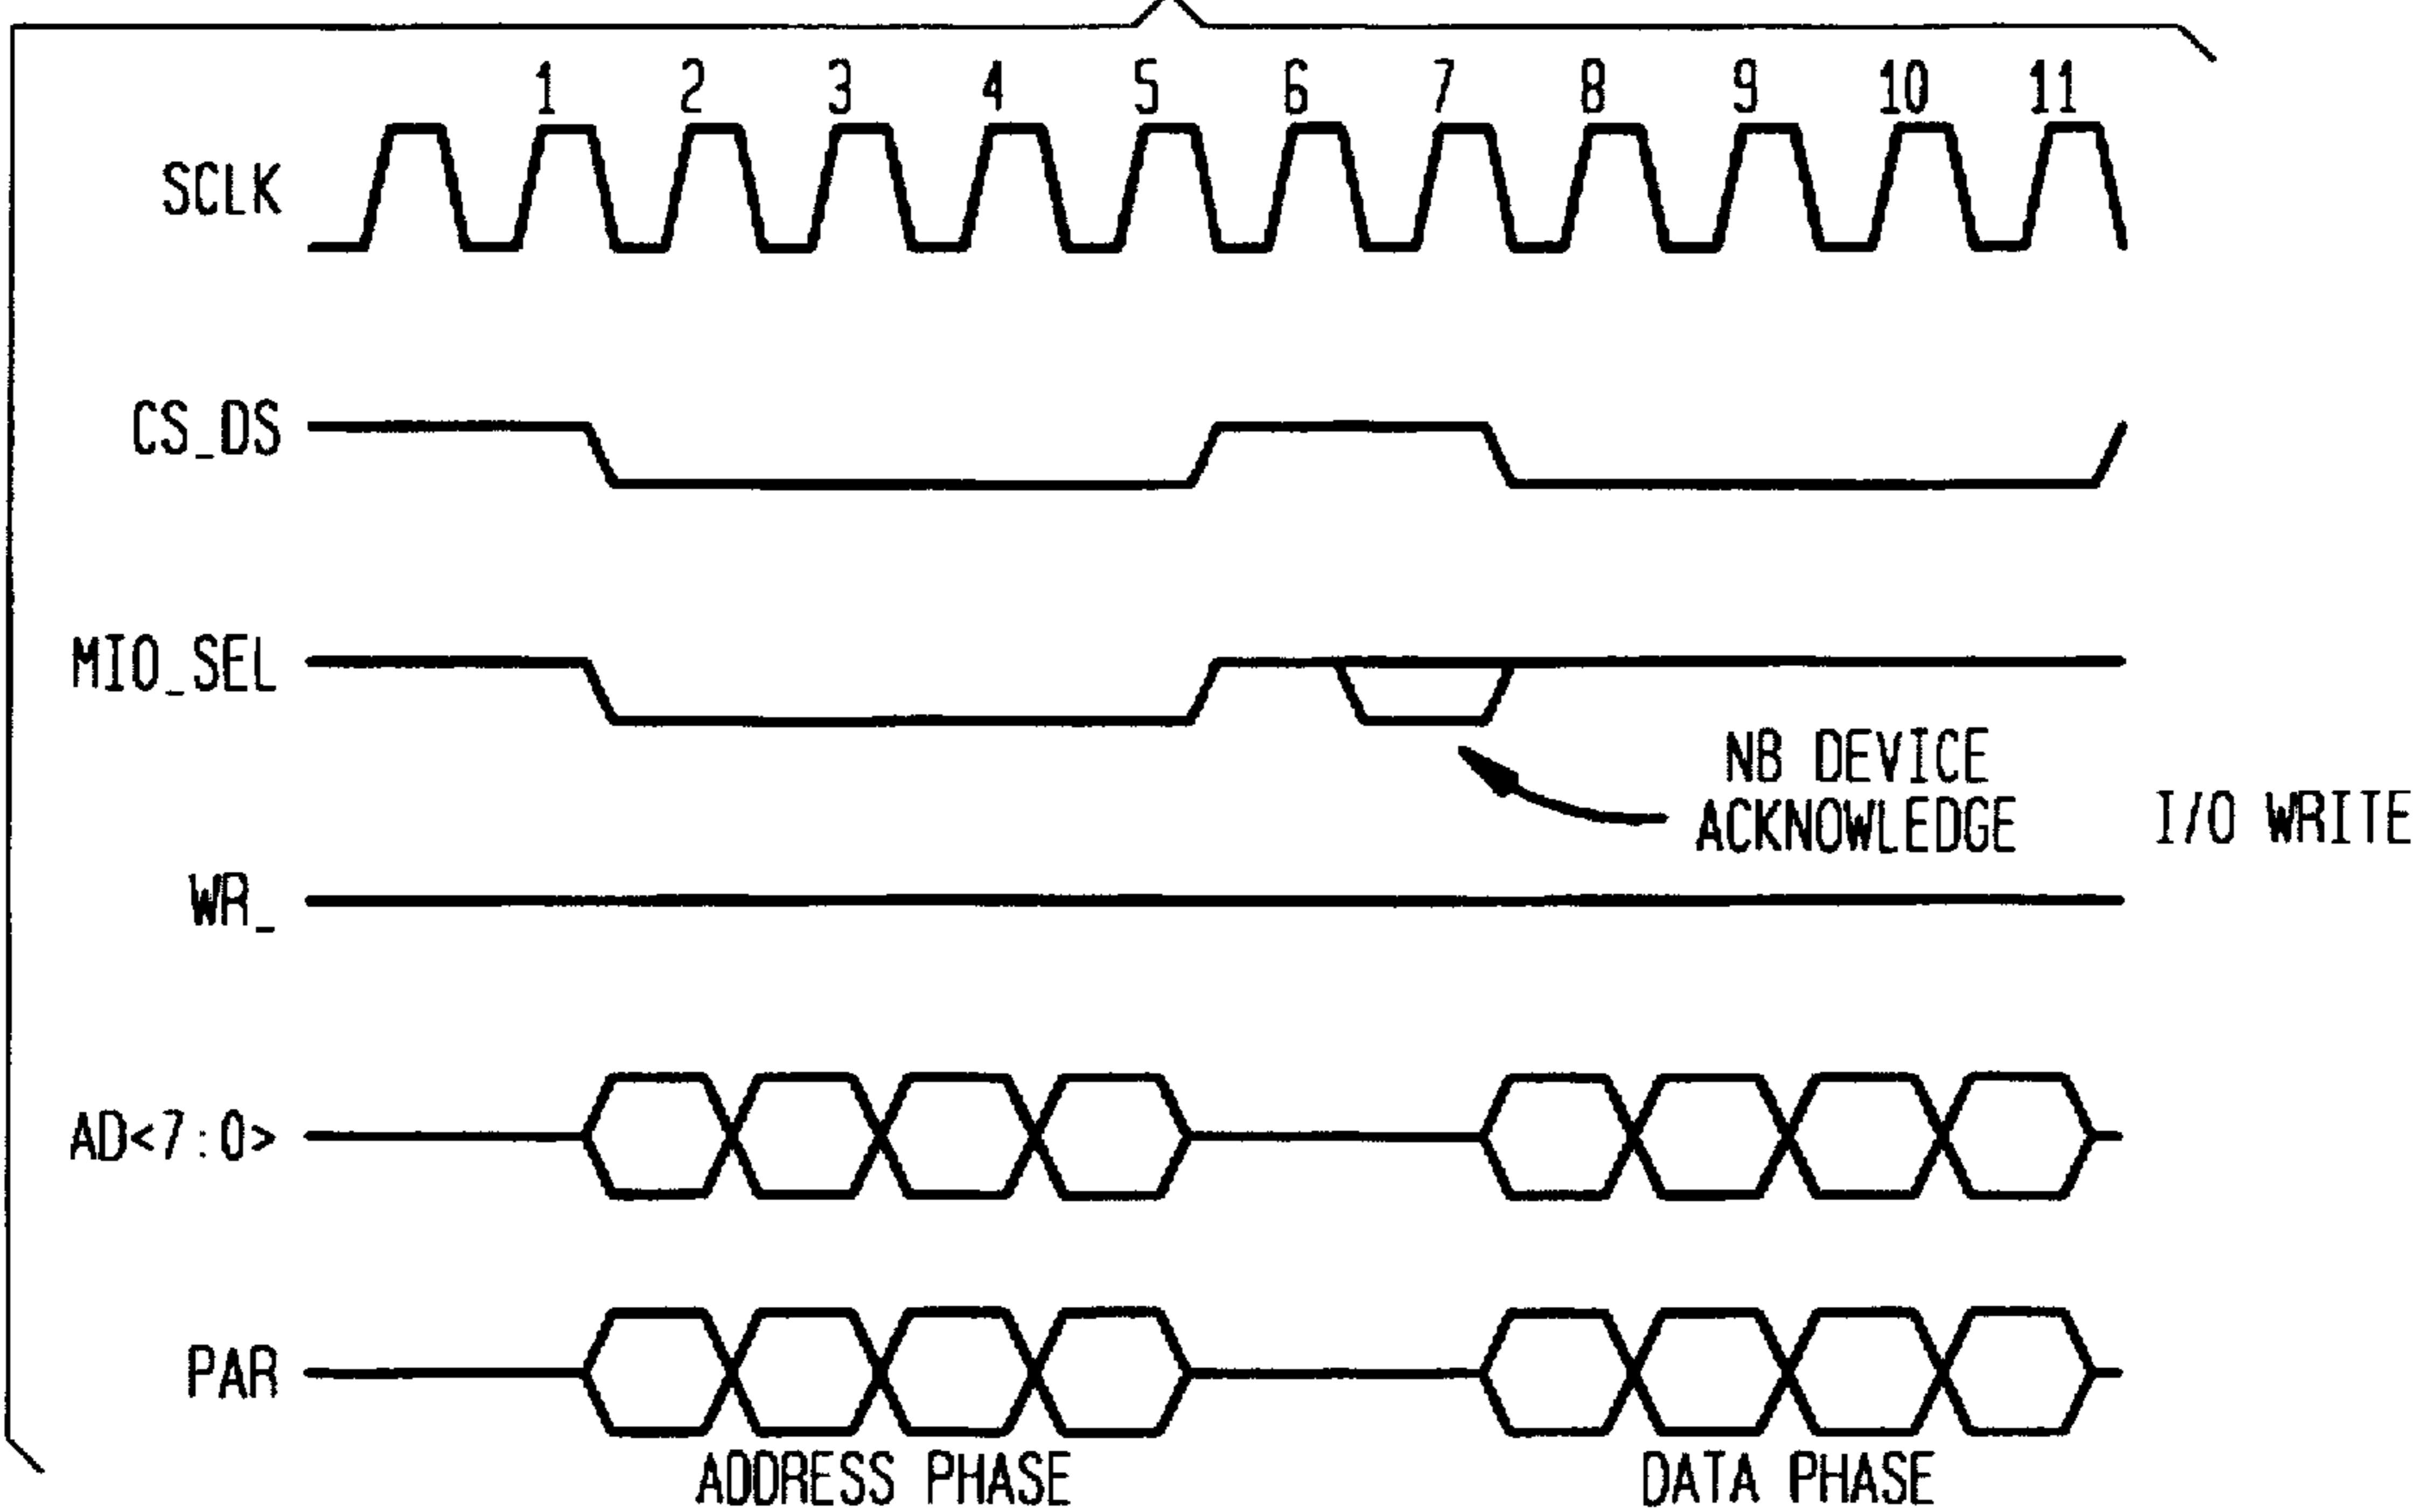 1 2 3 4 5 6 7 8 9 10 11
SCLK
CS_DS
MIO_SEL
NB DEVICE
ACKNOWLEDGE
I/O WRITE
WR_
AD<7:0>
PAR
ADDRESS PHASE
DATA PHASE